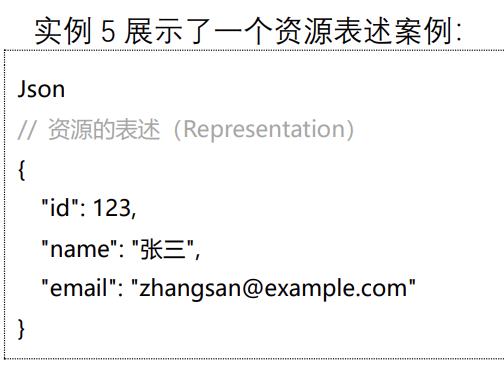 实例 5 展示了一个资源表述案例：
Json
// 资源的表述（Representation）
{
"id": 123,
"name": "张三",
"email": "zhangsan@example.com"
}